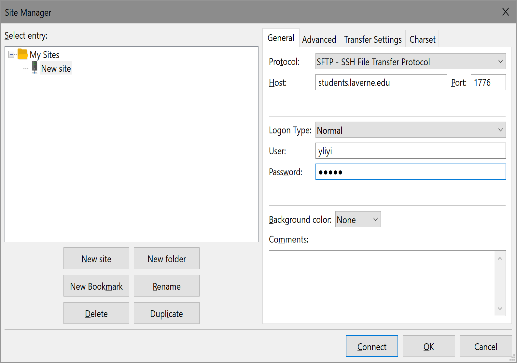 Site Manager
X
Select entry:
My Sites
New site
New site
New folder
New Bookmark
Rename
Delete
Duplicate
General
Advanced
Transfer Settings
Charset
Protocol: SFTP - SSH File Transfer Protocol
Host: students.laverne.edu Port: 1776
Logon Type: Normal
User: yliyi
Password: ●●●●●
Background color: None
Comments:
Connect
OK
Cancel